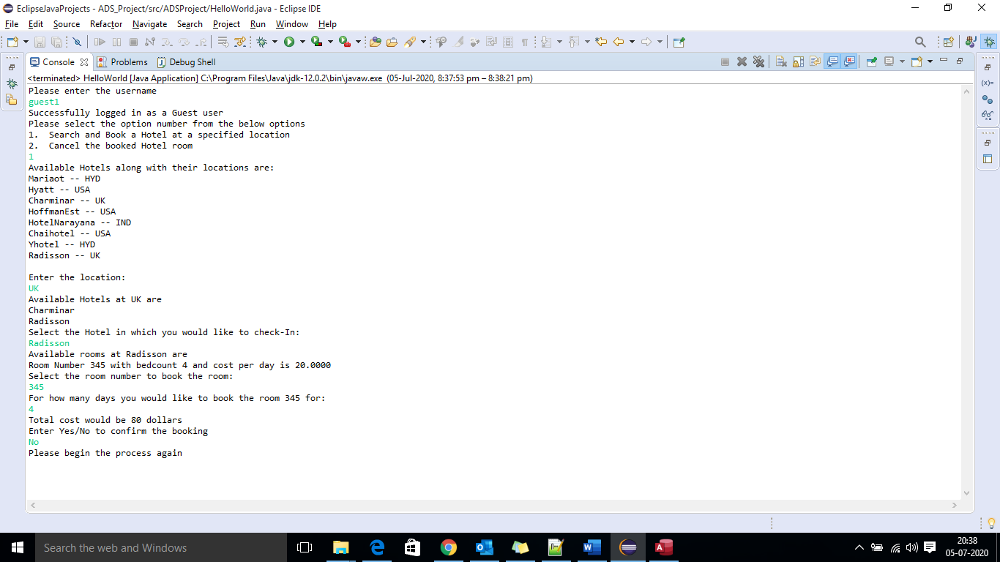 EclipseJavaProjects - ADS_Project/src/ADSProject/HelloWorld.java - Eclipse IDE
File Edit Source Refactor Navigate Search Project Run Window Help
Console Problems Debug Shell
<terminated> HelloWorld [Java Application] C:\Program Files\Java\jdk-12.0.2\bin\javaw.exe (05-Jul-2020, 8:37:53 pm – 8:38:21 pm)
Please enter the username
guest1
Successfully logged in as a Guest user
Please select the option number from the below options
1. Search and Book a Hotel at a specified location
2. Cancel the booked Hotel room
1
Available Hotels along with their locations are:
Mariaot -- HYD
Hyatt -- USA
Charminar -- UK
HoffmanEst -- USA
HotelNarayana -- IND
Chaihotel -- USA
Yhotel -- HYD
Radisson -- UK
Enter the location:
UK
Available Hotels at UK are
Charminar
Radisson
Select the Hotel in which you would like to check-In:
Radisson
Available rooms at Radisson are
Room Number 345 with bedcount 4 and cost per day is 20.0000
Select the room number to book the room:
345
For how many days you would like to book the room 345 for:
4
Total cost would be 80 dollars
Enter Yes/No to confirm the booking
No
Please begin the process again
(x)=
Search the web and Windows
20:38
05-07-2020